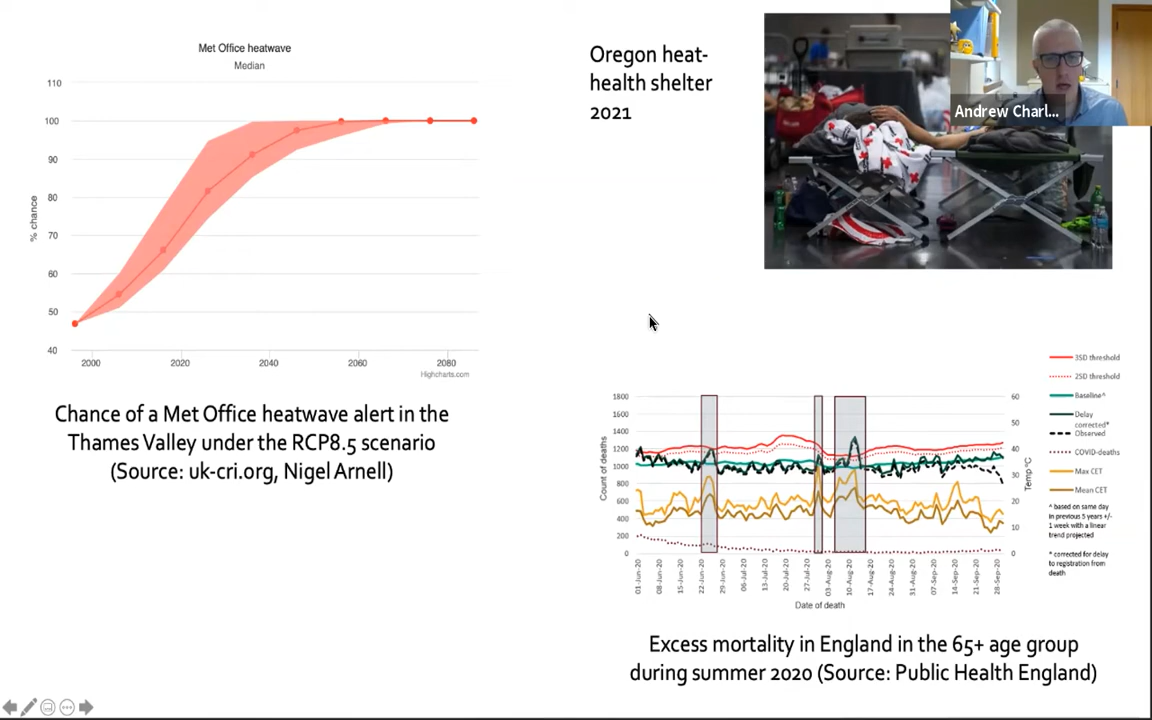 Met Office heatwave
Median
110
100
90
80
70
60
50
40
% chance
2000
2020
2040
2060
2080
Highcharts.com
Chance of a Met Office heatwave alert in the
Thames Valley under the RCP8.5 scenario
(Source: uk-cri.org, Nigel Arnell)
Oregon heat-
health shelter
2021
Andrew Charl...
3SD threshold
2SD threshold
Baseline^
Delay
corrected*
Observed
COVID-deaths
Max CET
Mean CET
^ based on same day
in previous 5 years +/-
1 week with a linear
trend projected
* corrected for delay
to registration from
death
1800
1600
1400
1200
1000
800
600
400
200
0
Count of deaths
60
50
40
30
20
10
0
Temp °C
01-Jun-20
08-Jun-20
15-Jun-20
22-Jun-20
29-Jun-20
06-Jul-20
13-Jul-20
20-Jul-20
27-Jul-20
03-Aug-20
10-Aug-20
17-Aug-20
24-Aug-20
31-Aug-20
07-Sep-20
14-Sep-20
21-Sep-20
28-Sep-20
Date of death
Excess mortality in England in the 65+ age group
during summer 2020 (Source: Public Health England)